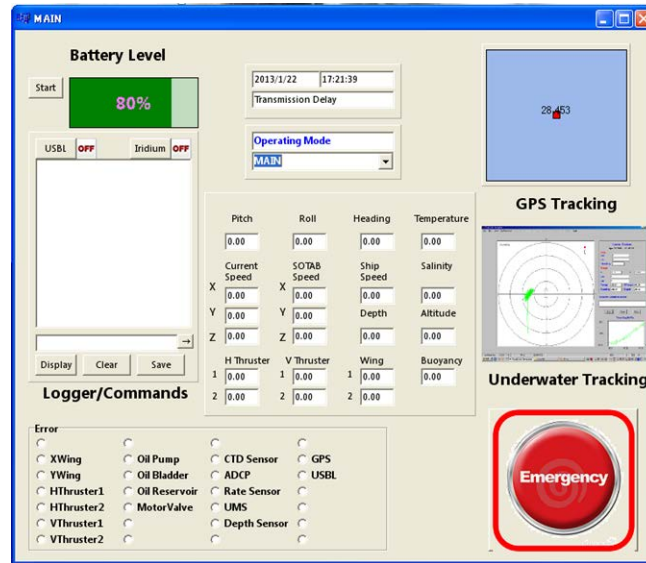 MAIN
Battery Level
Start
80%
2013/1/22 17:21:39
Transmission Delay
Operating Mode
MAIN
28.453
GPS Tracking
USBL OFF Iridium OFF
Display Clear Save
Logger/Commands
Pitch Roll Heading Temperature
0.00 0.00 0.00 0.00
Current Speed SOTAB Speed Ship Speed Salinity
X 0.00 X 0.00 0.00 0.00
Depth Altitude
Y 0.00 Y 0.00
Z 0.00 Z 0.00 0.00 0.00
H Thruster V Thruster Wing Buoyancy
1 0.00 1 0.00 1 0.00 0.00
2 0.00 2 0.00 2 0.00
Underwater Tracking
Emergency
Error
XWing Oil Pump CTD Sensor GPS
YWing Oil Bladder ADCP USBL
HThruster1 Oil Reservoir Rate Sensor
HThruster2 MotorValve UMS
VThruster1 Depth Sensor
VThruster2